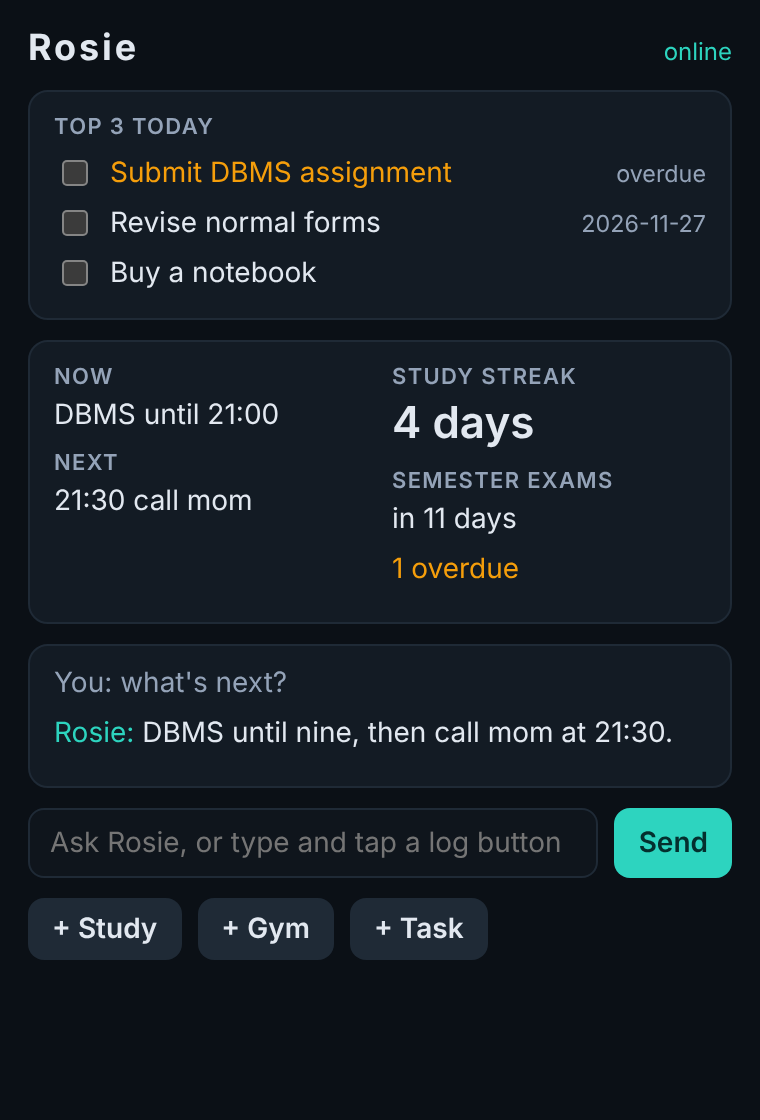 Rosie
online
TOP 3 TODAY
Submit DBMS assignment overdue
Revise normal forms 2026-11-27
Buy a notebook
NOW
DBMS until 21:00
NEXT
21:30 call mom
STUDY STREAK
4 days
SEMESTER EXAMS
in 11 days
1 overdue
You: what's next?
Rosie: DBMS until nine, then call mom at 21:30.
Ask Rosie, or type and tap a log button
Send
+ Study
+ Gym
+ Task